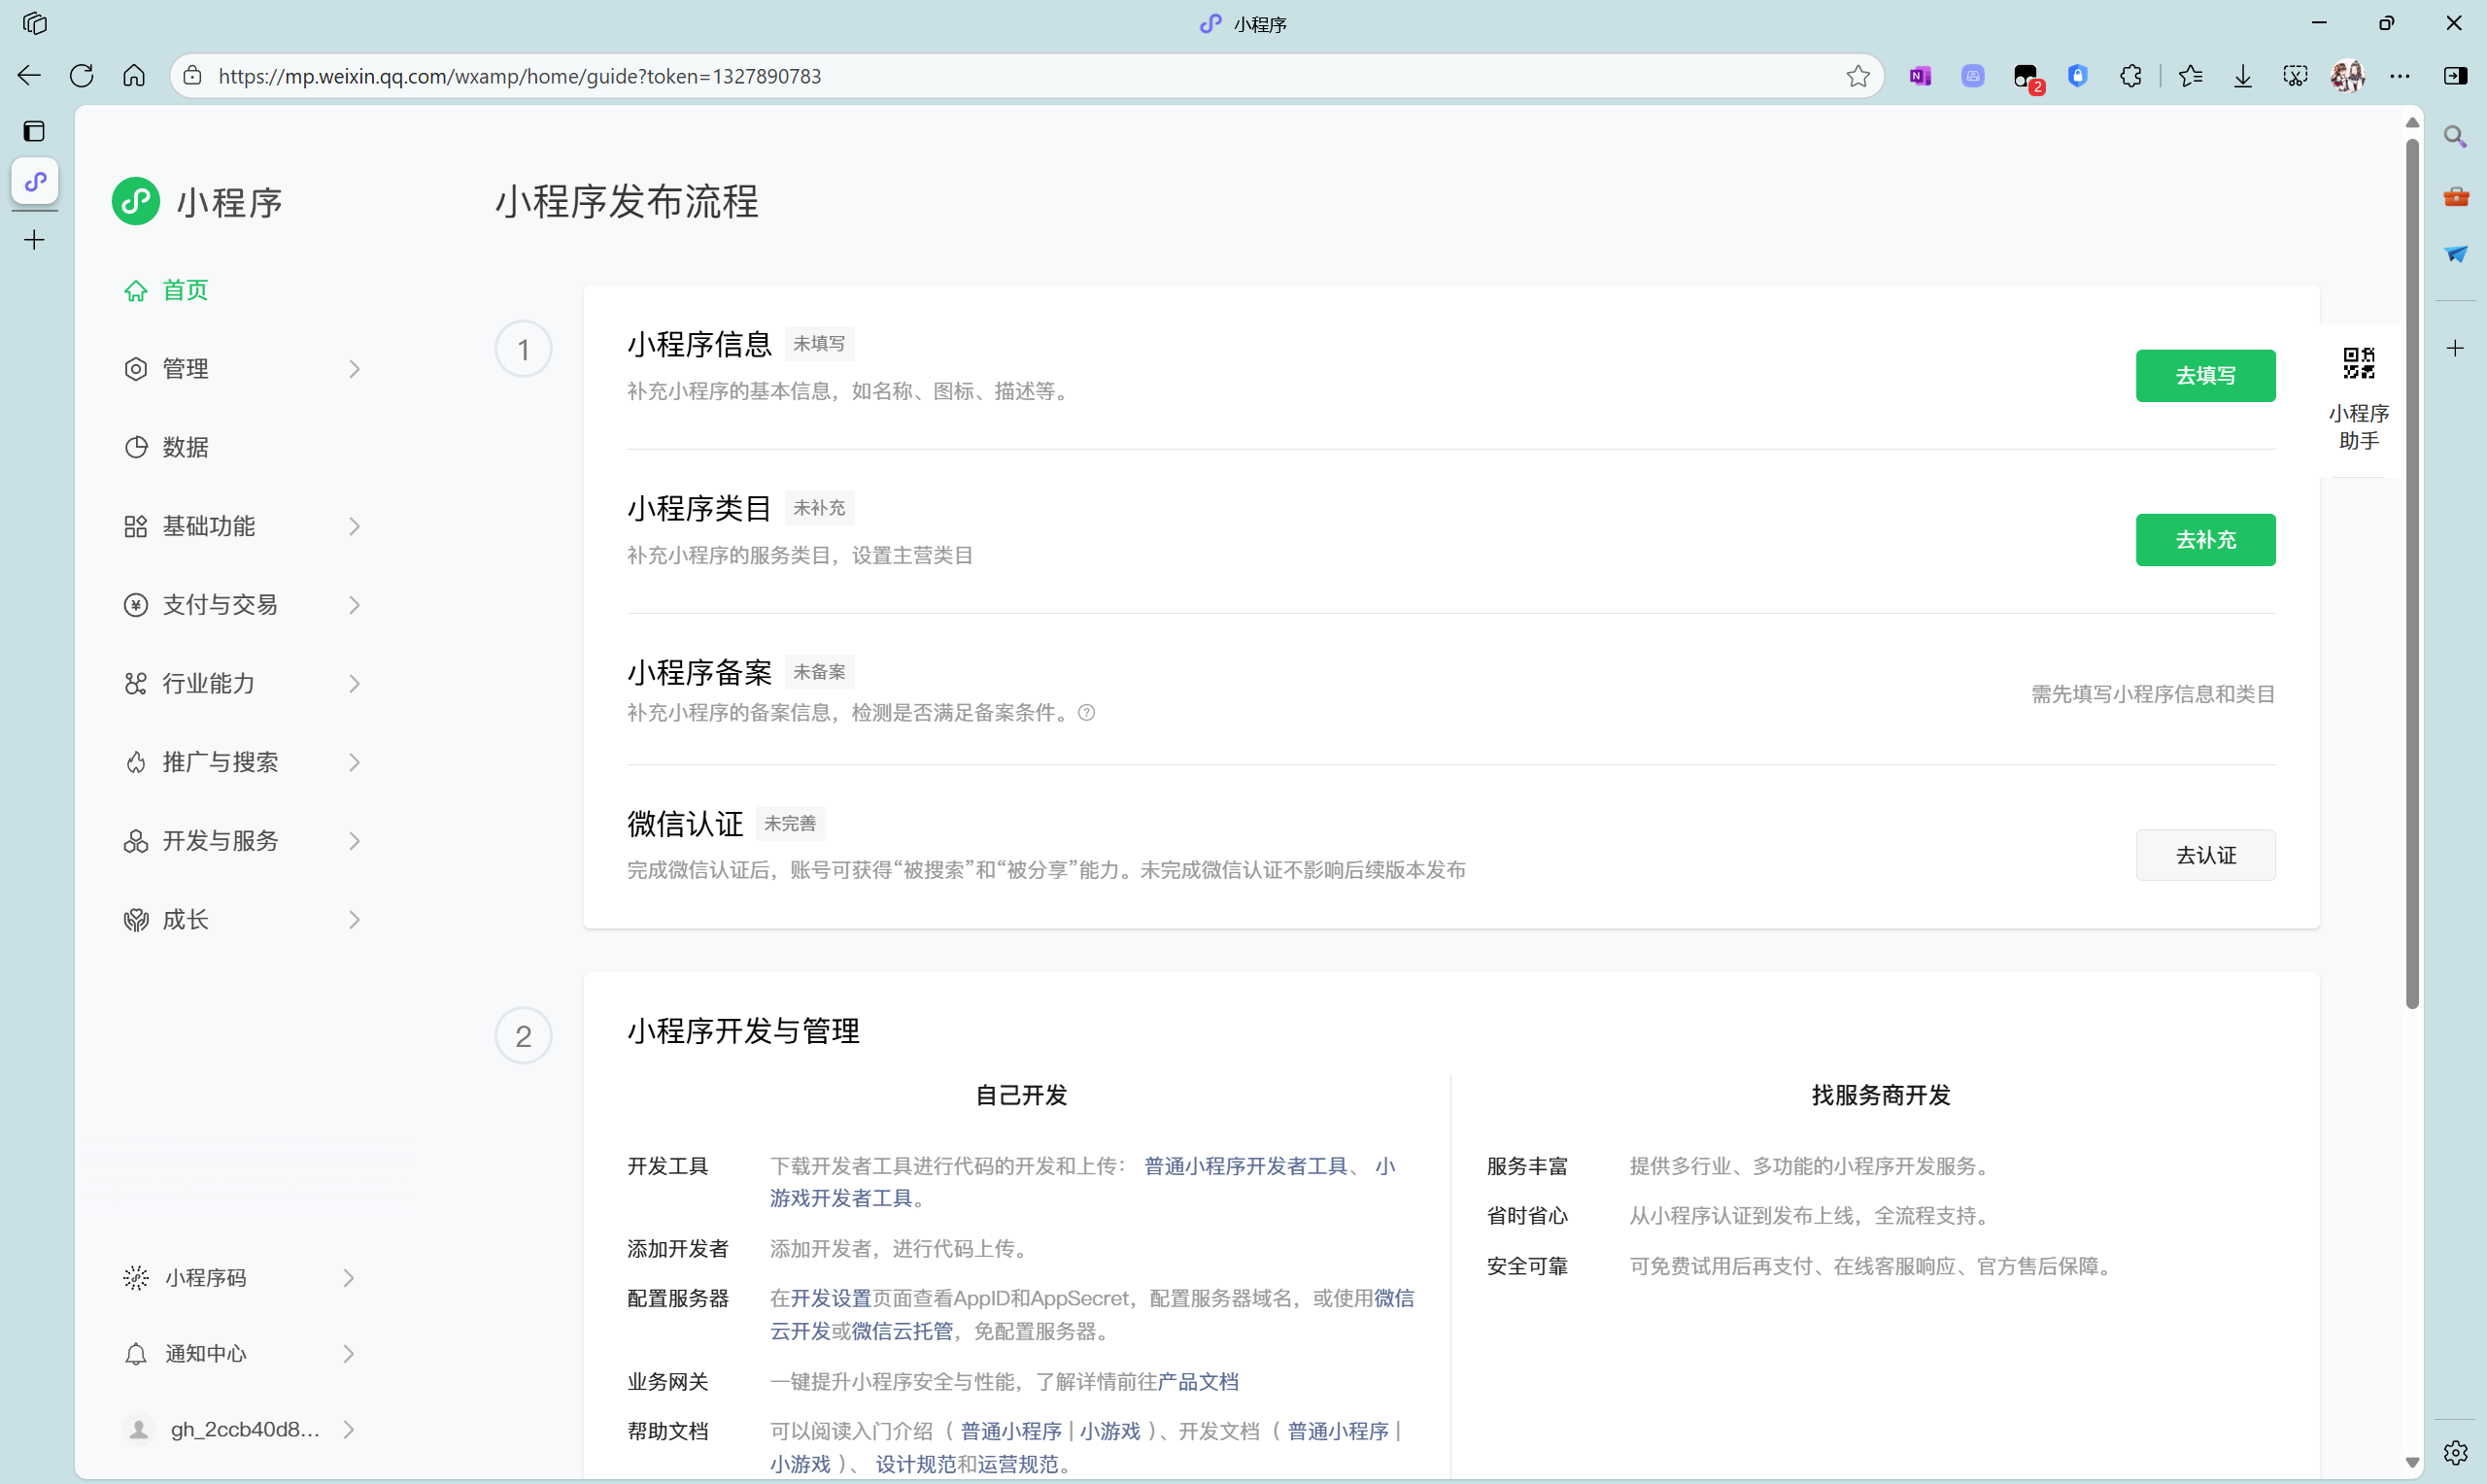 小程序
https://mp.weixin.qq.com/wxamp/home/guide?token=1327890783
2
小程序
首页
管理
数据
基础功能
支付与交易
行业能力
推广与搜索
开发与服务
成长
小程序码
通知中心
gh_2ccb40d8...
小程序发布流程
1
小程序信息 未填写
补充小程序的基本信息，如名称、图标、描述等。
去填写
小程序类目 未补充
补充小程序的服务类目，设置主营类目
去补充
小程序备案 未备案
补充小程序的备案信息，检测是否满足备案条件。
需先填写小程序信息和类目
微信认证 未完善
完成微信认证后，账号可获得“被搜索”和“被分享”能力。未完成微信认证不影响后续版本发布
去认证
小程序
助手
2
小程序开发与管理
自己开发
开发工具 下载开发者工具进行代码的开发和上传： 普通小程序开发者工具、 小
游戏开发者工具。
添加开发者 添加开发者，进行代码上传。
配置服务器 在开发设置页面查看AppID和AppSecret，配置服务器域名，或使用微信
云开发或微信云托管，免配置服务器。
业务网关 一键提升小程序安全与性能，了解详情前往产品文档
帮助文档 可以阅读入门介绍（ 普通小程序 | 小游戏 ）、开发文档（ 普通小程序 |
小游戏 ）、 设计规范和运营规范。
找服务商开发
服务丰富 提供多行业、多功能的小程序开发服务。
省时省心 从小程序认证到发布上线，全流程支持。
安全可靠 可免费试用后再支付、在线客服响应、官方售后保障。